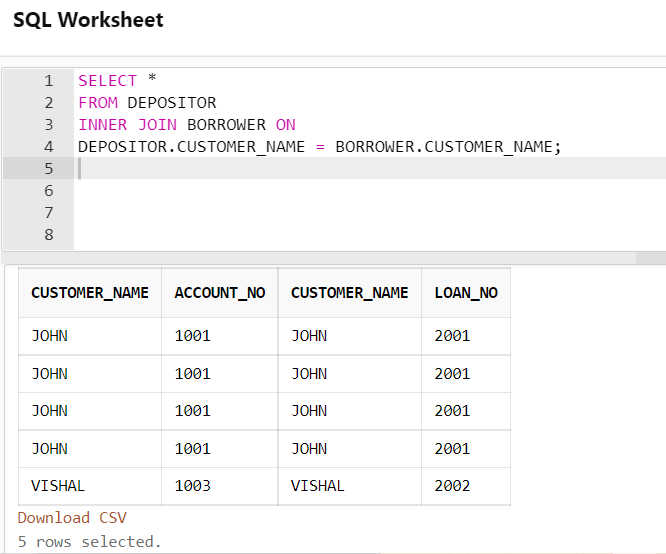 SQL Worksheet
1 SELECT *
2 FROM DEPOSITOR
3 INNER JOIN BORROWER ON
4 DEPOSITOR.CUSTOMER_NAME = BORROWER.CUSTOMER_NAME;
5
6
7
8
CUSTOMER_NAME ACCOUNT_NO CUSTOMER_NAME LOAN_NO
JOHN 1001 JOHN 2001
JOHN 1001 JOHN 2001
JOHN 1001 JOHN 2001
JOHN 1001 JOHN 2001
VISHAL 1003 VISHAL 2002
Download CSV
5 rows selected.